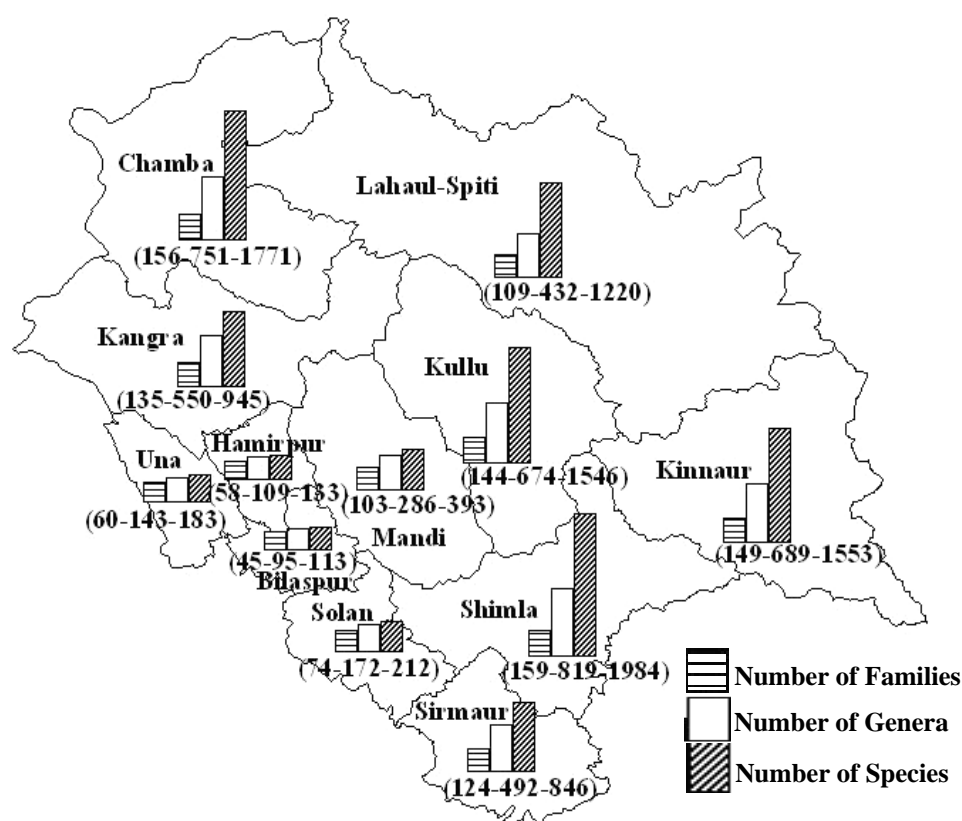 Chamba
(156-751-1771)
Lahaul-Spiti
(109-432-1220)
Kangra
(135-550-945)
Kullu
(144-674-1546)
Hamirpur
(58-109-133)
Una
(60-143-183)
(103-286-393)
Mandi
Kinnaur
(149-689-1553)
(45-95-113)
Bilaspur
Solan
(74-172-212)
Shimla
(159-819-1984)
Sirmaur
(124-492-846)
Number of Families
Number of Genera
Number of Species